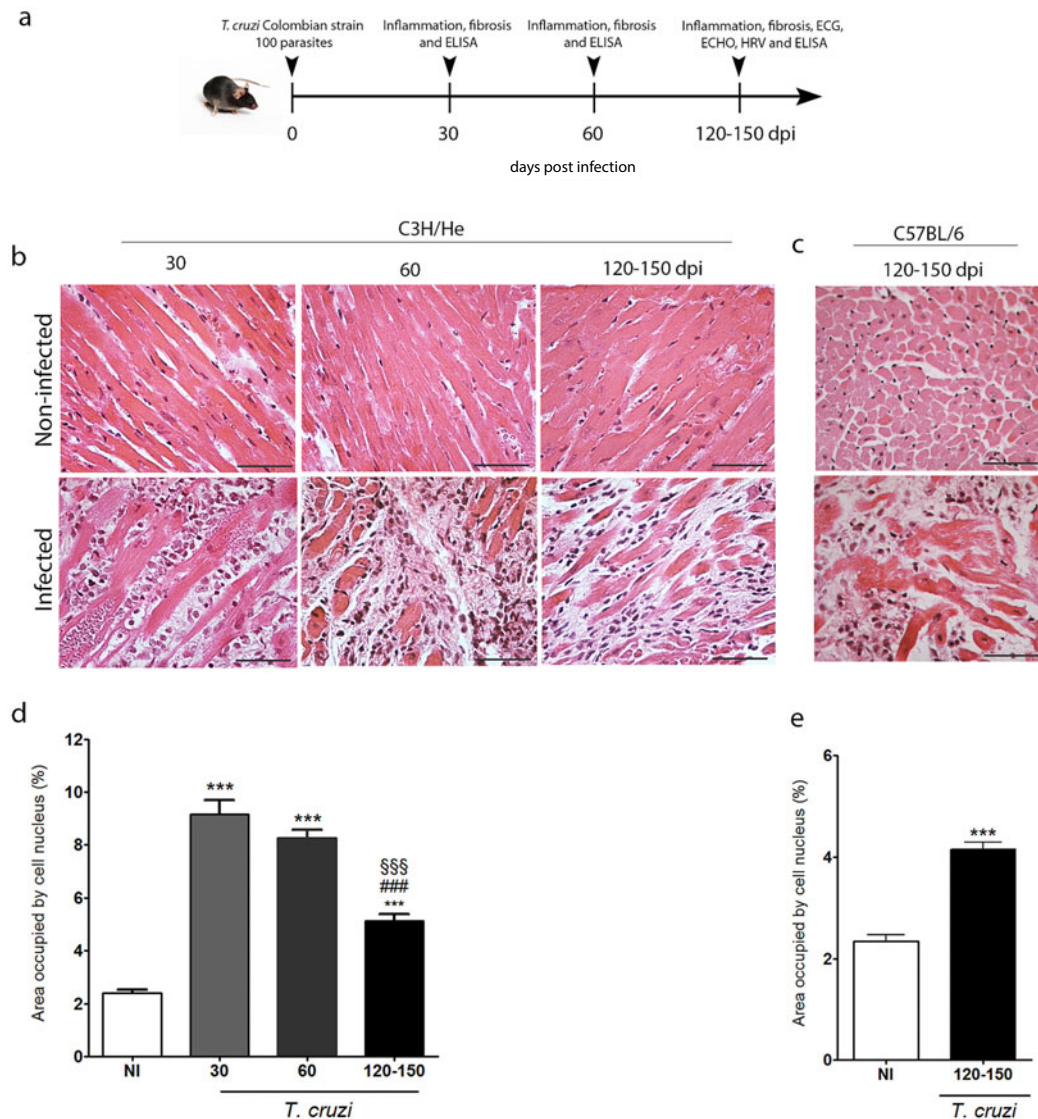 a
T. cruzi Colombian strain
100 parasites
Inflammation, fibrosis
and ELISA
Inflammation, fibrosis
and ELISA
Inflammation, fibrosis, ECG,
ECHO, HRV and ELISA
0
30
60
120-150 dpi
days post infection
b
C3H/He
30
60
120-150 dpi
Non-infected
Infected
c
C57BL/6
120-150 dpi
d
Area occupied by cell nucleus (%)
12
10
8
6
4
2
0
***
***
§§§
###
***
NI
30
60
120-150
T. cruzi
e
Area occupied by cell nucleus (%)
6
4
2
0
***
NI
120-150
T. cruzi